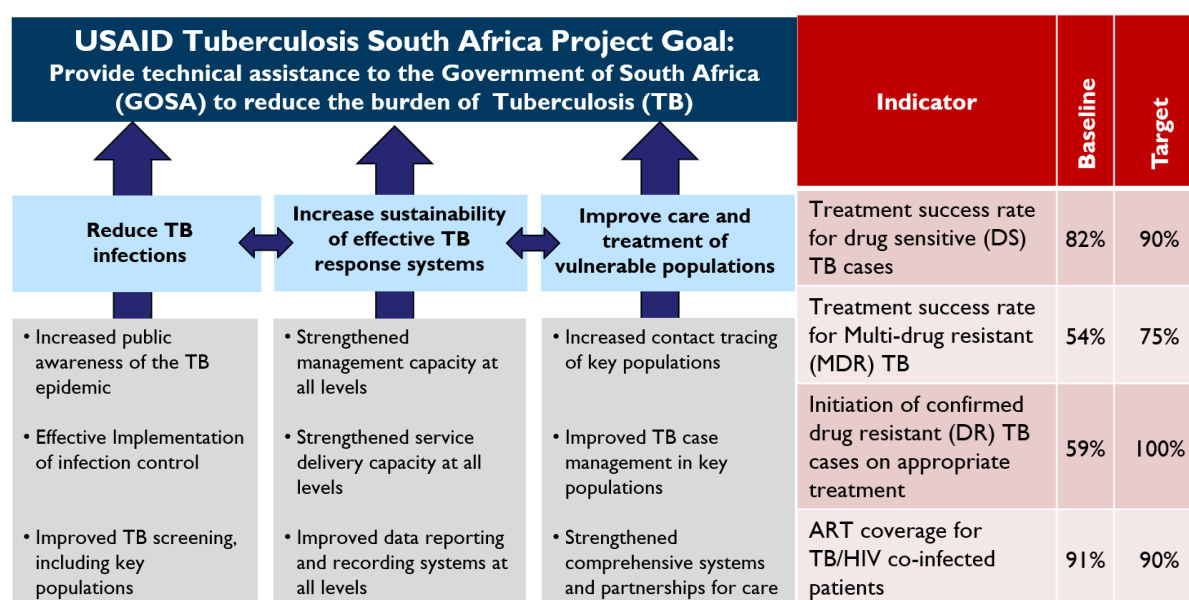 USAID Tuberculosis South Africa Project Goal:
Provide technical assistance to the Government of South Africa
(GOSA) to reduce the burden of Tuberculosis (TB)
Reduce TB
infections
Increase sustainability
of effective TB
response systems
Improve care and
treatment of
vulnerable populations
• Increased public
awareness of the TB
epidemic
• Effective Implementation
of infection control
• Improved TB screening,
including key
populations
• Strengthened
management capacity at
all levels
• Strengthened service
delivery capacity at all
levels
• Improved data reporting
and recording systems at
all levels
• Increased contact tracing
of key populations
• Improved TB case
management in key
populations
• Strengthened
comprehensive systems
and partnerships for care
Indicator
Baseline
Target
Treatment success rate
for drug sensitive (DS)
TB cases
82%
90%
Treatment success rate
for Multi-drug resistant
(MDR) TB
54%
75%
Initiation of confirmed
drug resistant (DR) TB
cases on appropriate
treatment
59%
100%
ART coverage for
TB/HIV co-infected
patients
91%
90%